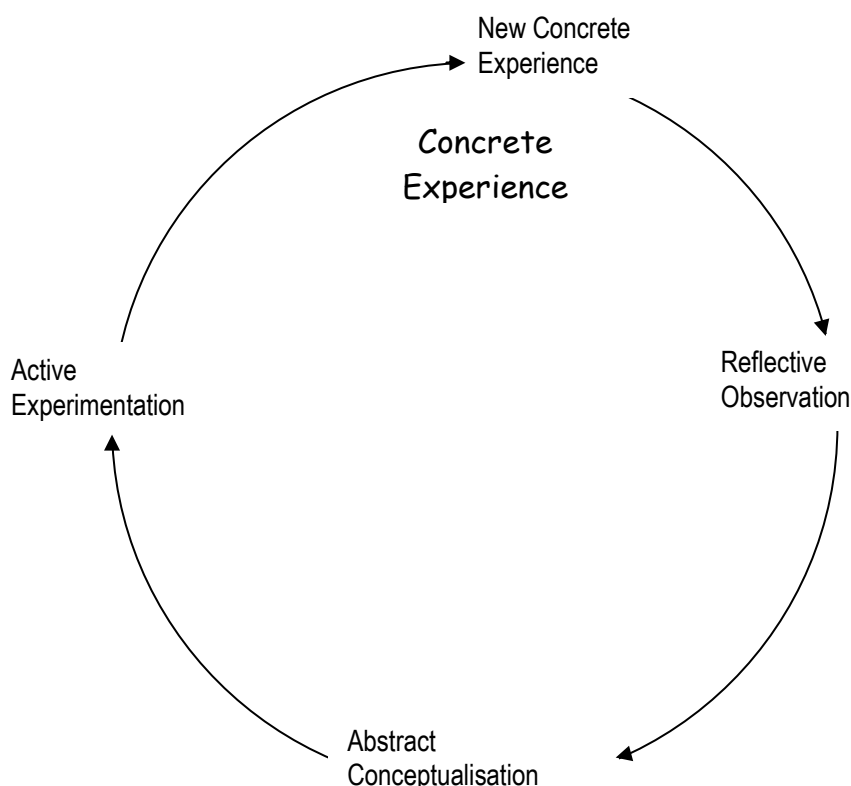 New Concrete
Experience
Concrete
Experience
Reflective
Observation
Abstract
Conceptualisation
Active
Experimentation